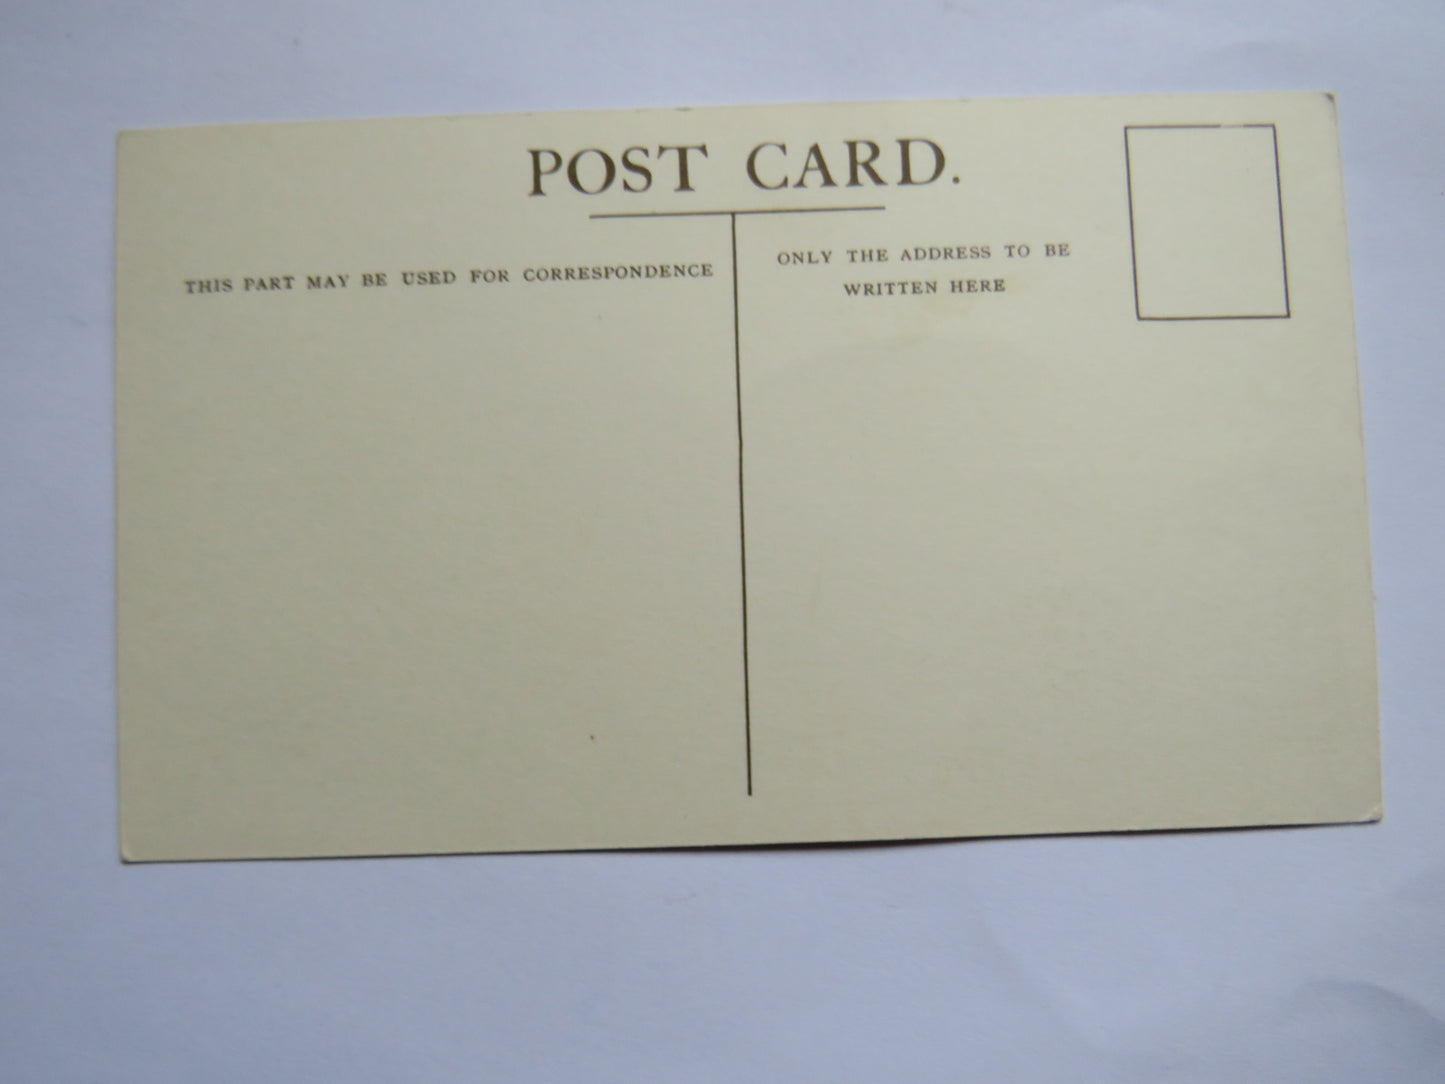 POST CARD.
THIS PART MAY BE USED FOR CORRESPONDENCE
ONLY THE ADDRESS TO BE
WRITTEN HERE